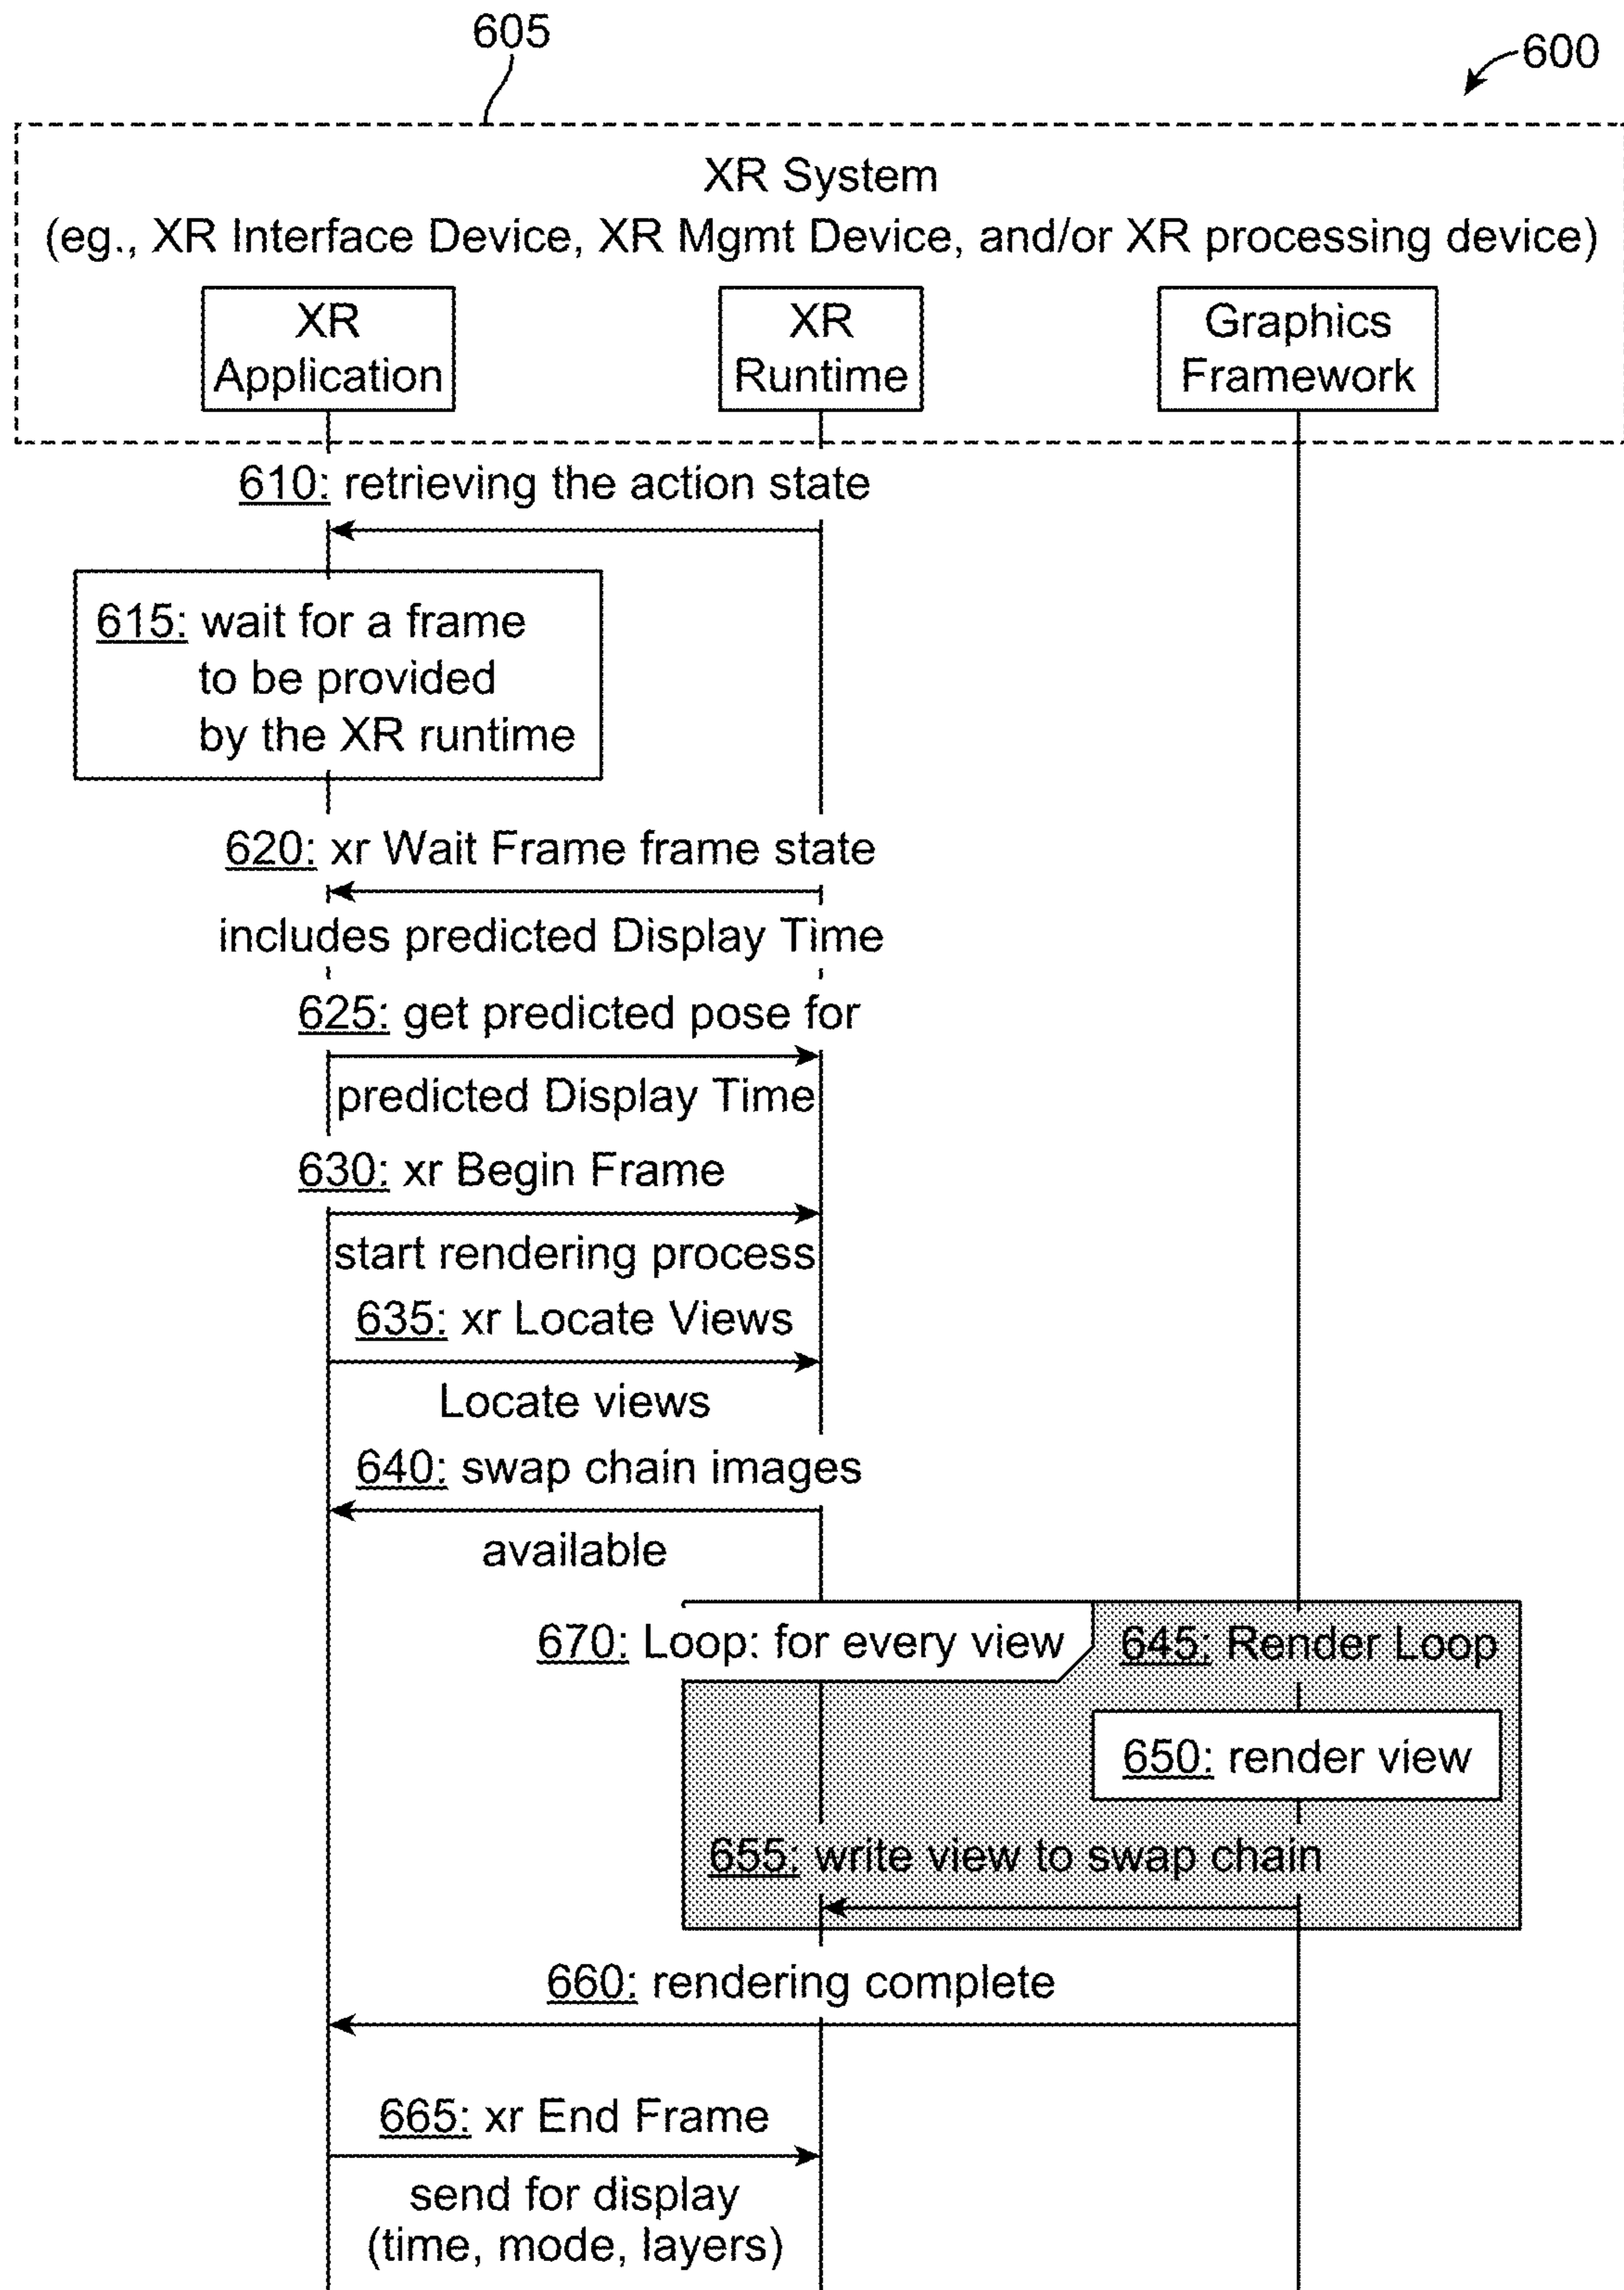 605
600
XR System
(eg., XR Interface Device, XR Mgmt Device, and/or XR processing device)
XR
Application
XR
Runtime
Graphics
Framework
610: retrieving the action state
615: wait for a frame
to be provided
by the XR runtime
620: xr Wait Frame frame state
includes predicted Display Time
625: get predicted pose for
predicted Display Time
630: xr Begin Frame
start rendering process
635: xr Locate Views
Locate views
640: swap chain images
available
670: Loop: for every view
645: Render Loop
650: render view
655: write view to swap chain
660: rendering complete
665: xr End Frame
send for display
(time, mode, layers)